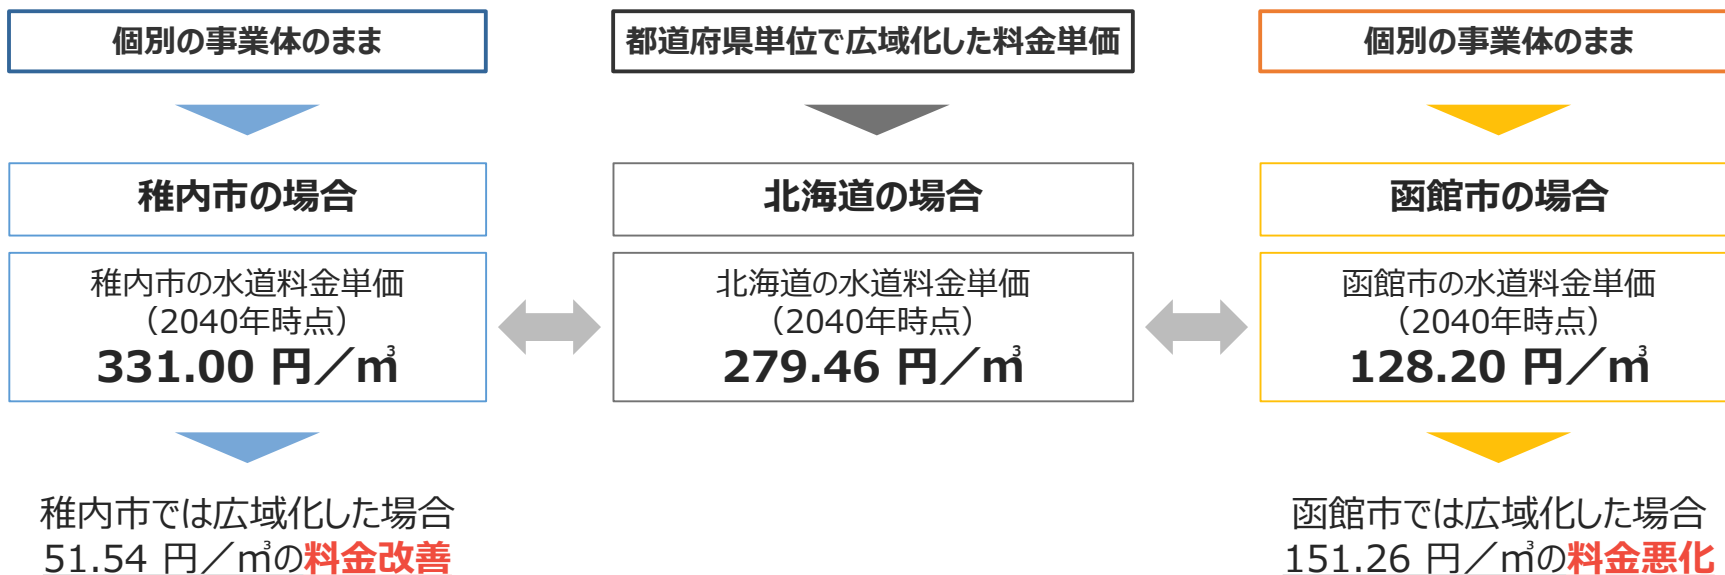 個別の事業体のまま
都道府県単位で広域化した料金単価
個別の事業体のまま
稚内市の場合
北海道の場合
函館市の場合
稚内市の水道料金単価
（2040年時点）
331.00 円／㎥
北海道の水道料金単価
（2040年時点）
279.46 円／㎥
函館市の水道料金単価
（2040年時点）
128.20 円／㎥
稚内市では広域化した場合
51.54 円／㎥の料金改善
函館市では広域化した場合
151.26 円／㎥の料金悪化